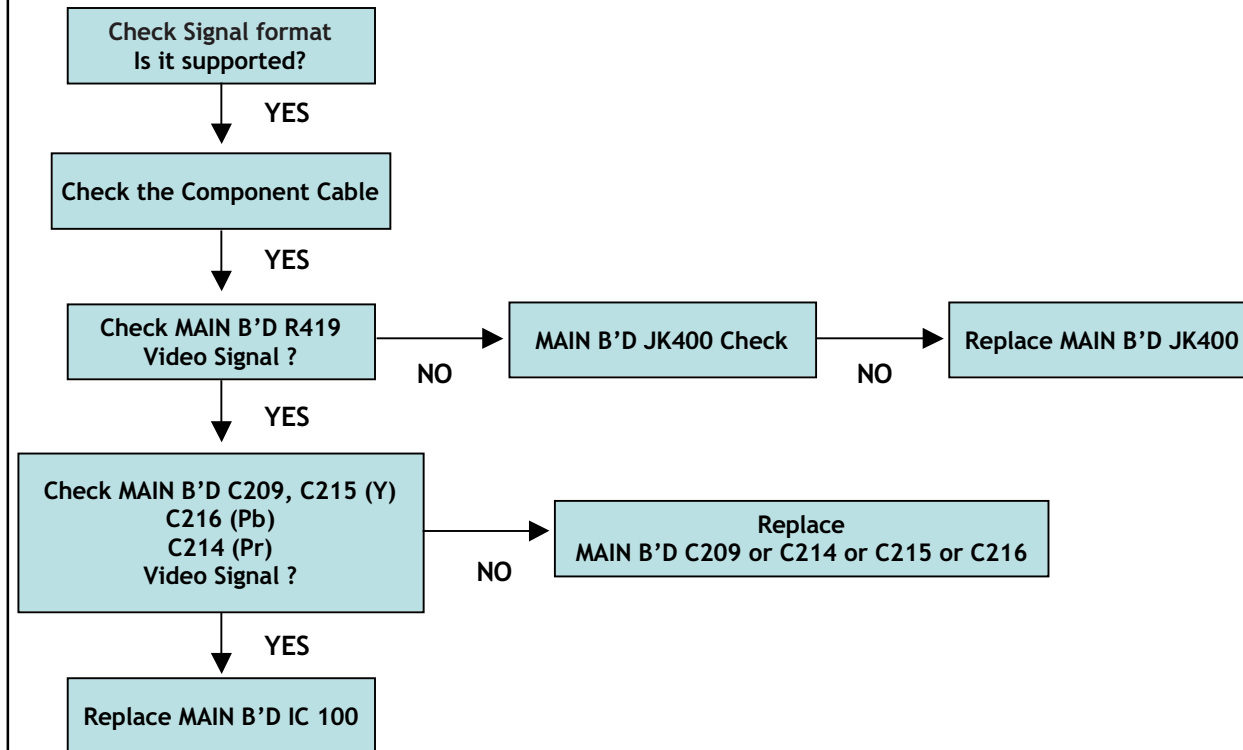 Check Signal format
Is it supported?
YES
Check the Component Cable
YES
Check MAIN B’D R419
Video Signal ?
NO
MAIN B’D JK400 Check
NO
Replace MAIN B’D JK400
YES
Check MAIN B’D C209, C215 (Y)
C216 (Pb)
C214 (Pr)
Video Signal ?
NO
Replace
MAIN B’D C209 or C214 or C215 or C216
YES
Replace MAIN B’D IC 100